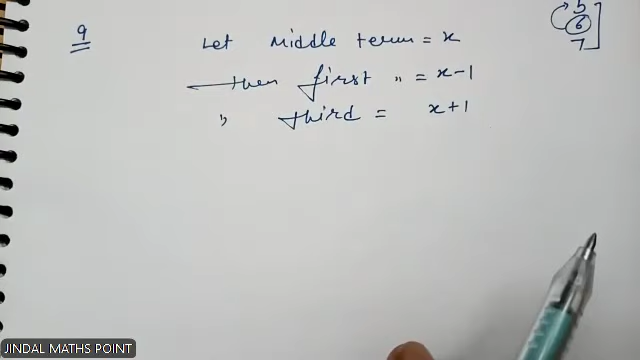 9
Let middle term = x
then first " = x-1
" third = x+1
5
6
7
JINDAL MATHS POINT